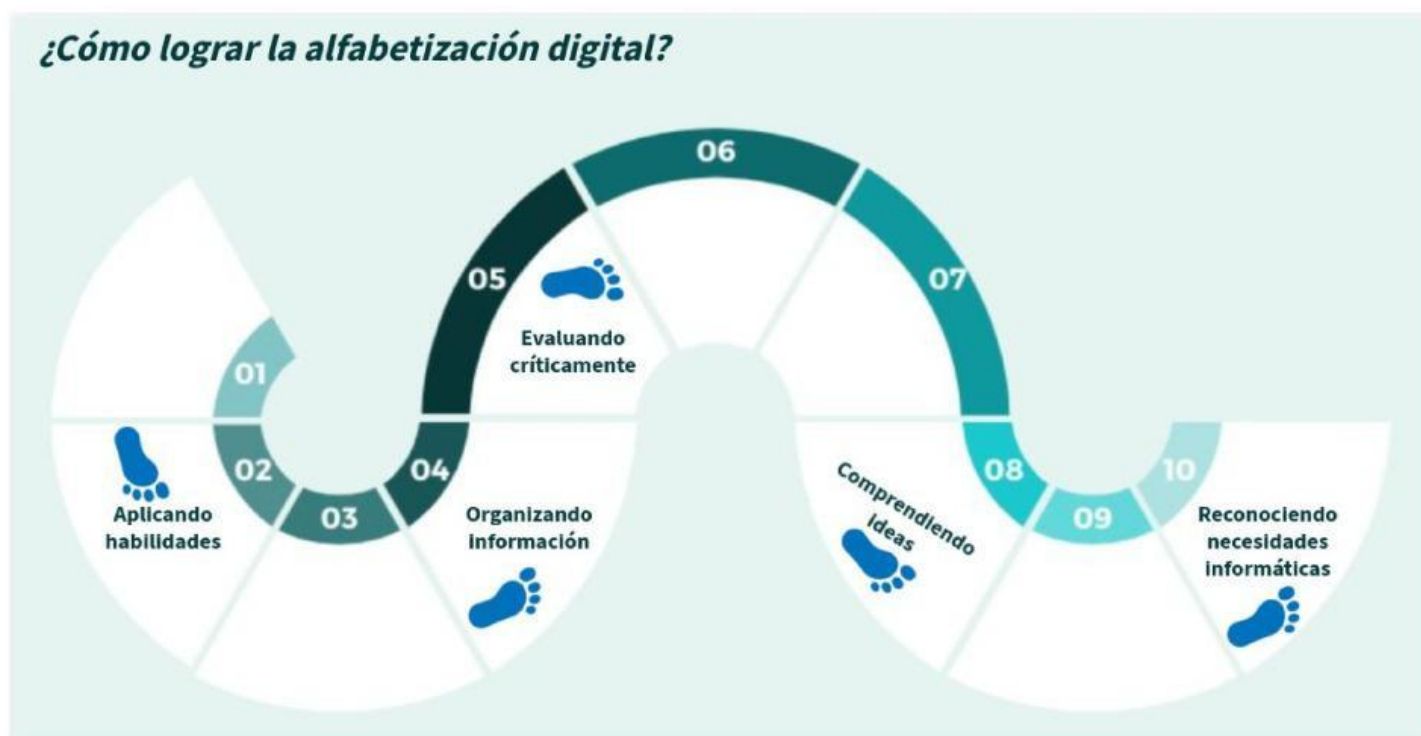 ¿Cómo lograr la alfabetización digital?
01
02
Aplicando
habilidades
03
04
Organizando
información
05
Evaluando
críticamente
06
07
08
Comprendiendo
ideas
09
10
Reconociendo
necesidades
informáticas